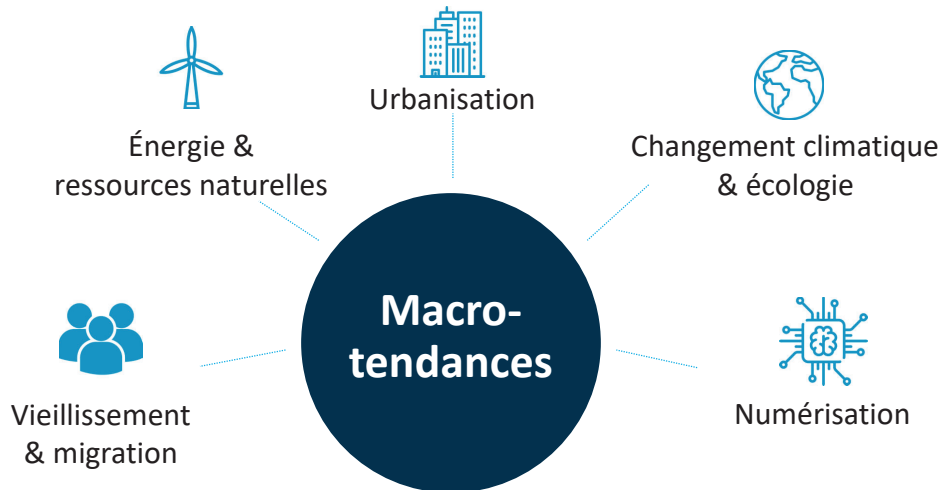 Urbanisation
Énergie &
ressources naturelles
Changement climatique
& écologie
Macro-
tendances
Vieillissement
& migration
Numérisation